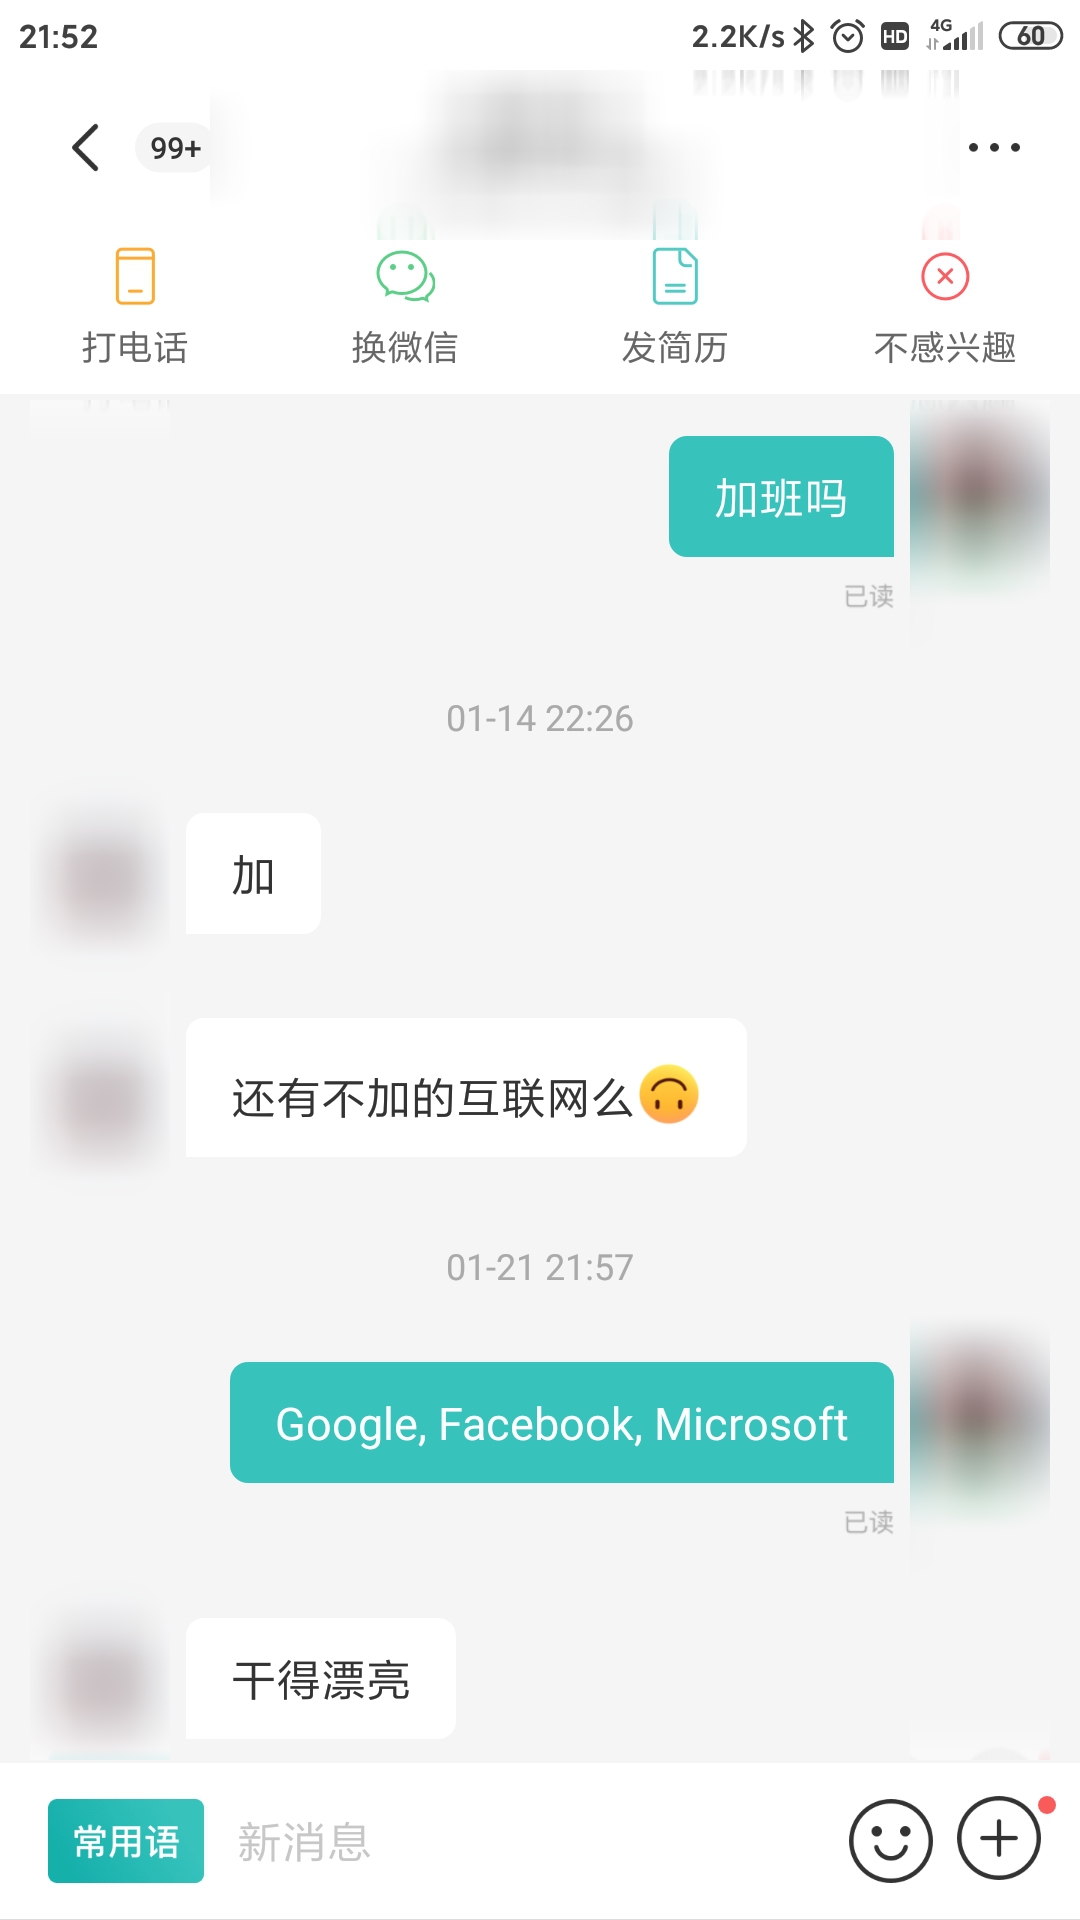 21:52
2.2K/s HD 4G 60
99+
打电话
换微信
发简历
不感兴趣
加班吗
已读
01-14 22:26
加
还有不加的互联网么🙃
01-21 21:57
Google, Facebook, Microsoft
已读
干得漂亮
常用语
新消息